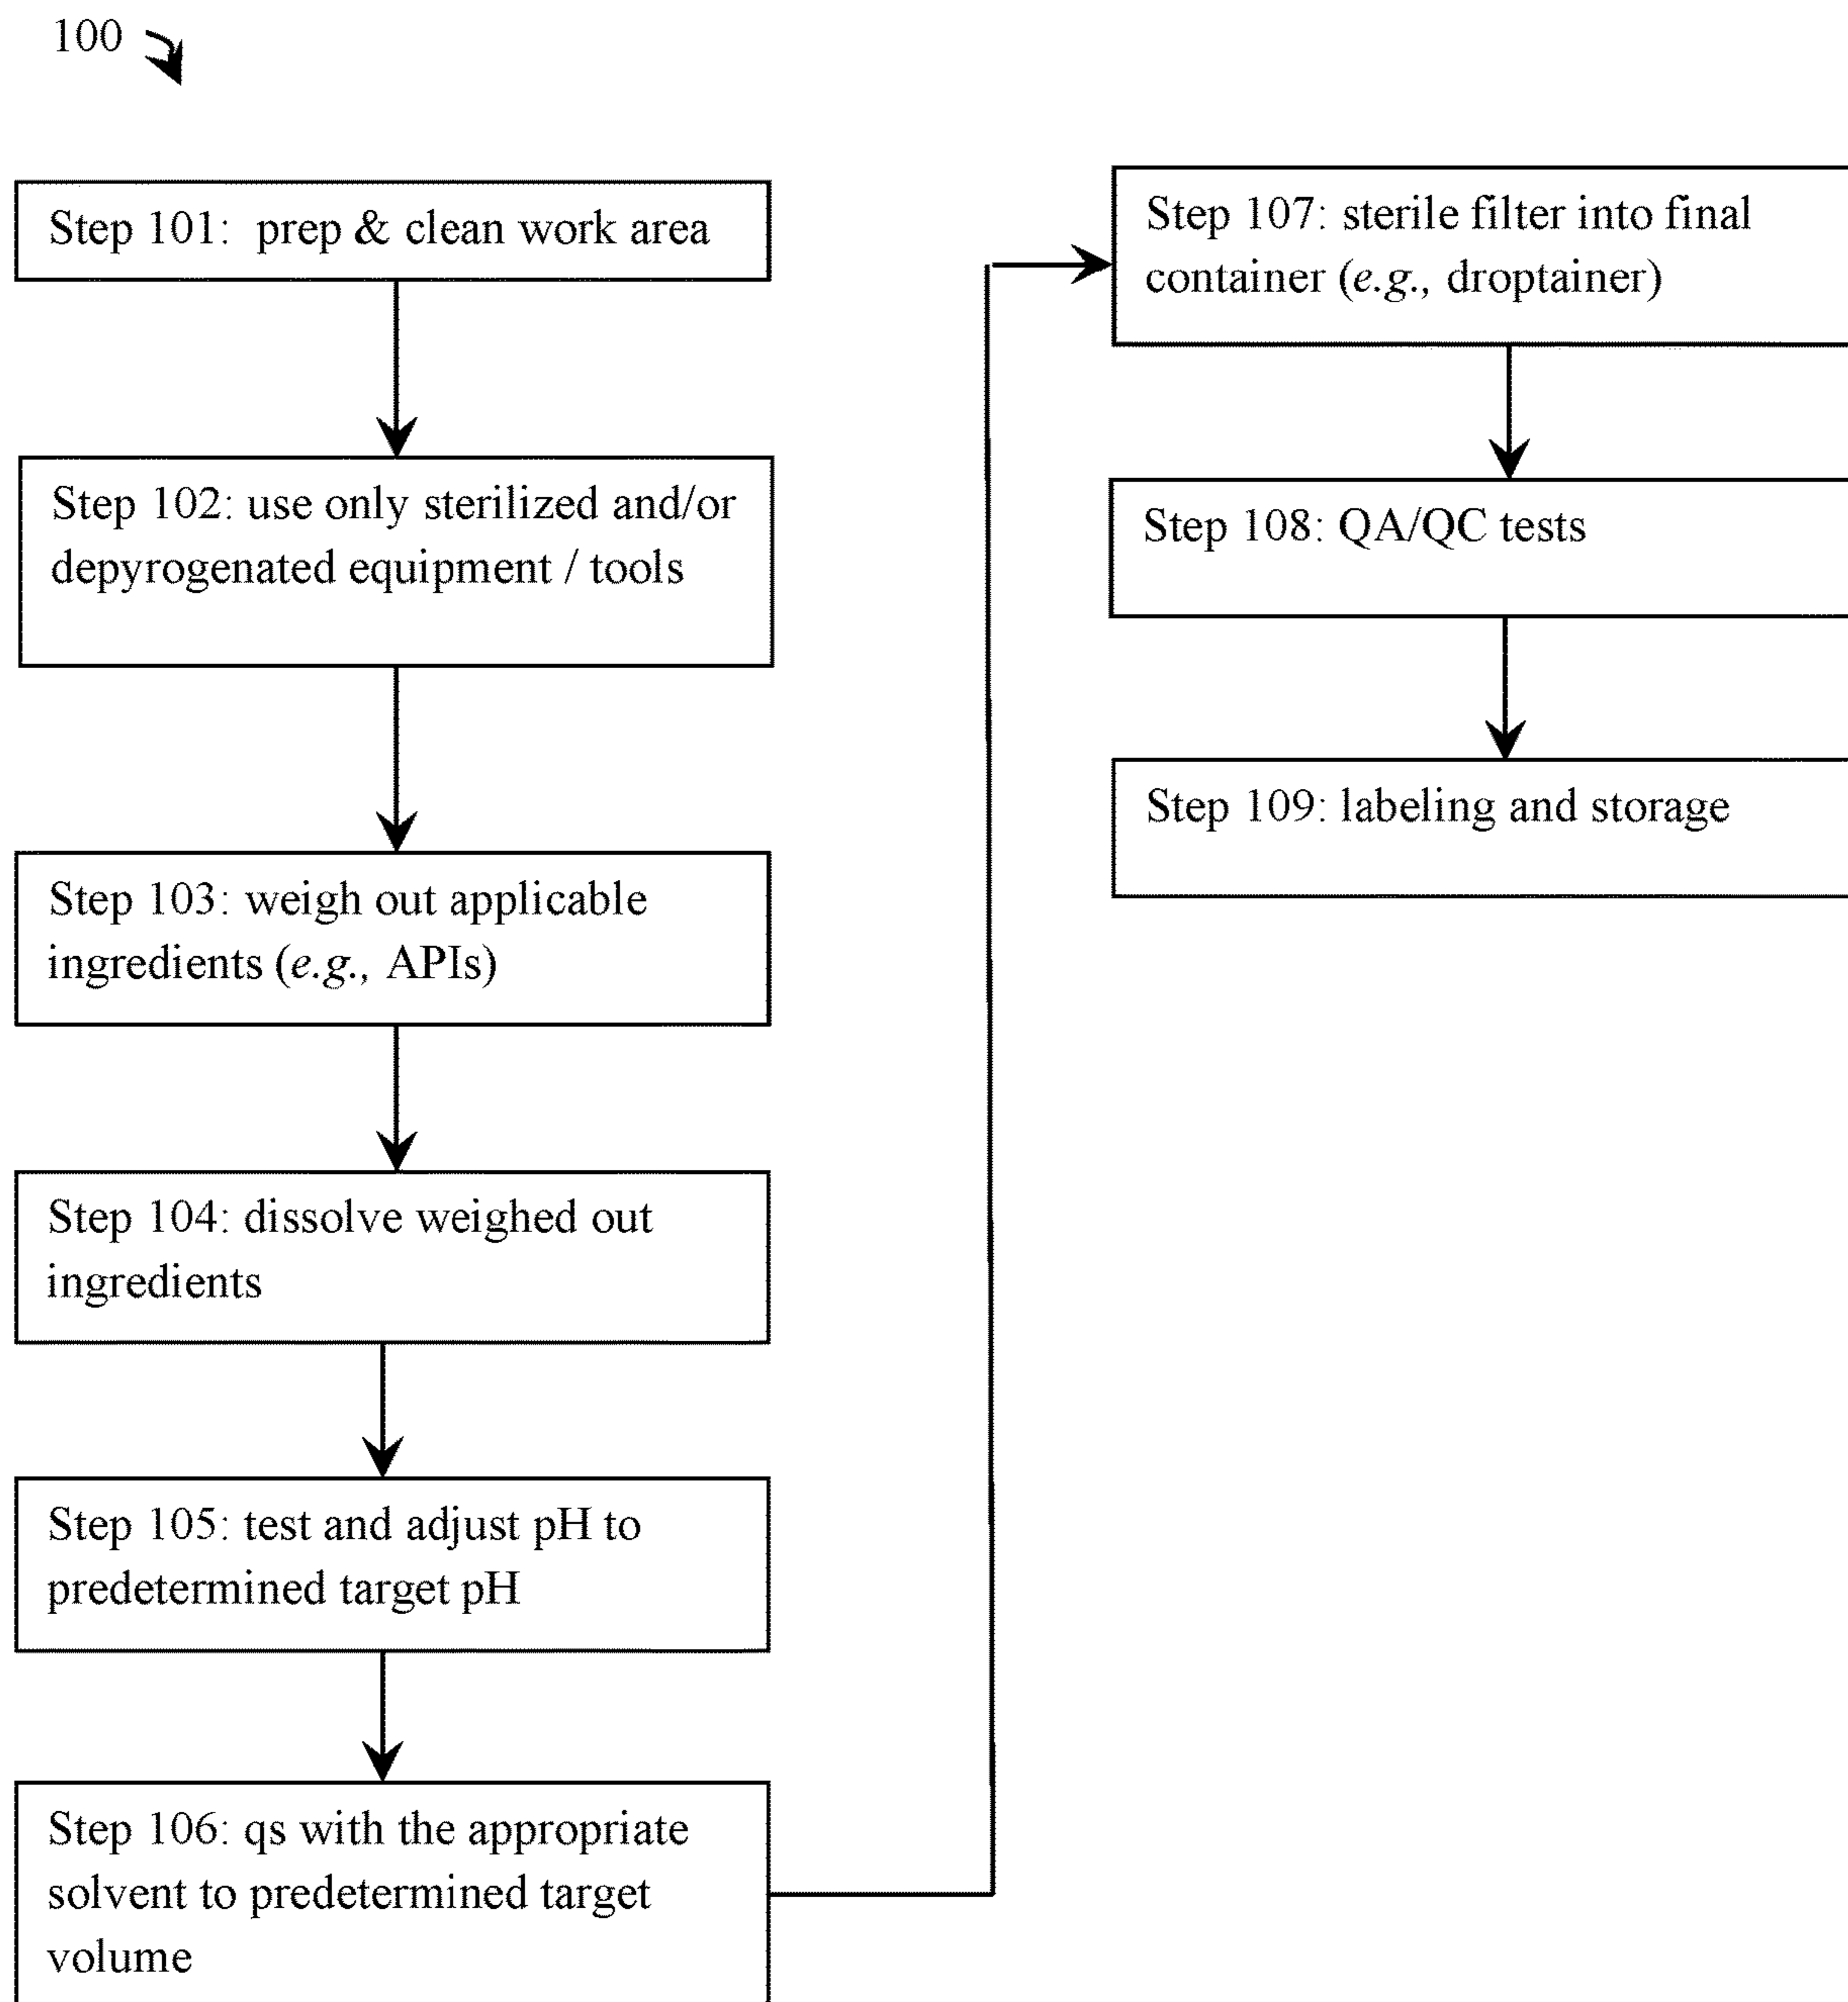 100
Step 101:  prep & clean work area
Step 102: use only sterilized and/or
depyrogenated equipment / tools
Step 103: weigh out applicable
ingredients (e.g., APIs)
Step 104: dissolve weighed out
ingredients
Step 105: test and adjust pH to
predetermined target pH
Step 106: qs with the appropriate
solvent to predetermined target
volume
Step 107: sterile filter into final
container (e.g., droptainer)
Step 108: QA/QC tests
Step 109: labeling and storage